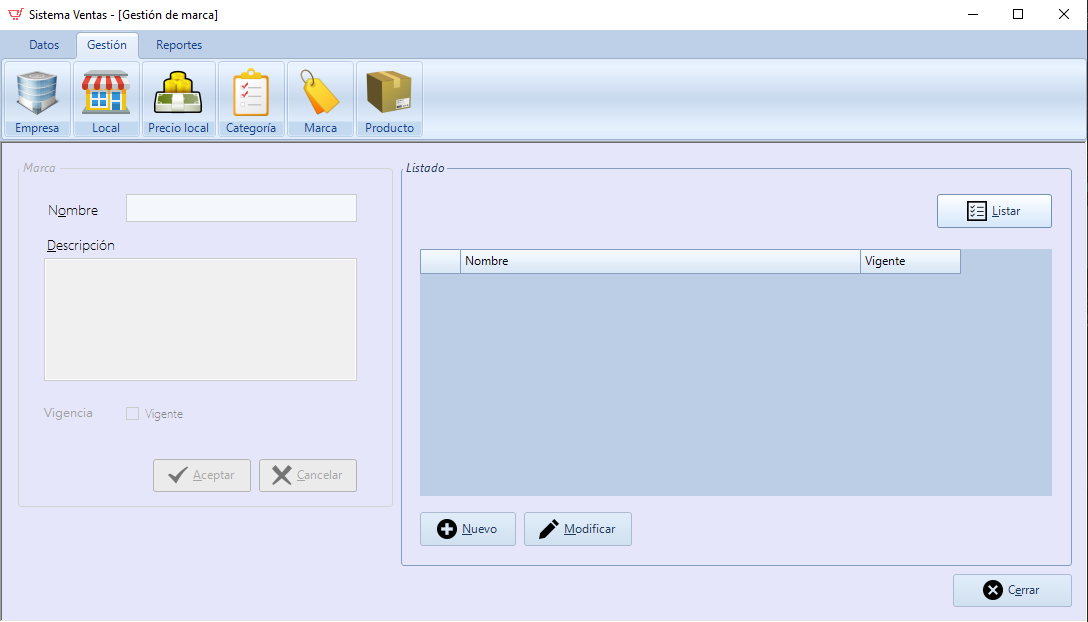 Sistema Ventas - [Gestión de marca]
Datos Gestión Reportes
Empresa Local Precio local Categoría Marca Producto
Marca
Nombre
Descripción
Vigencia Vigente
Aceptar Cancelar
Listado
Listar
Nombre Vigente
Nuevo Modificar
Cerrar